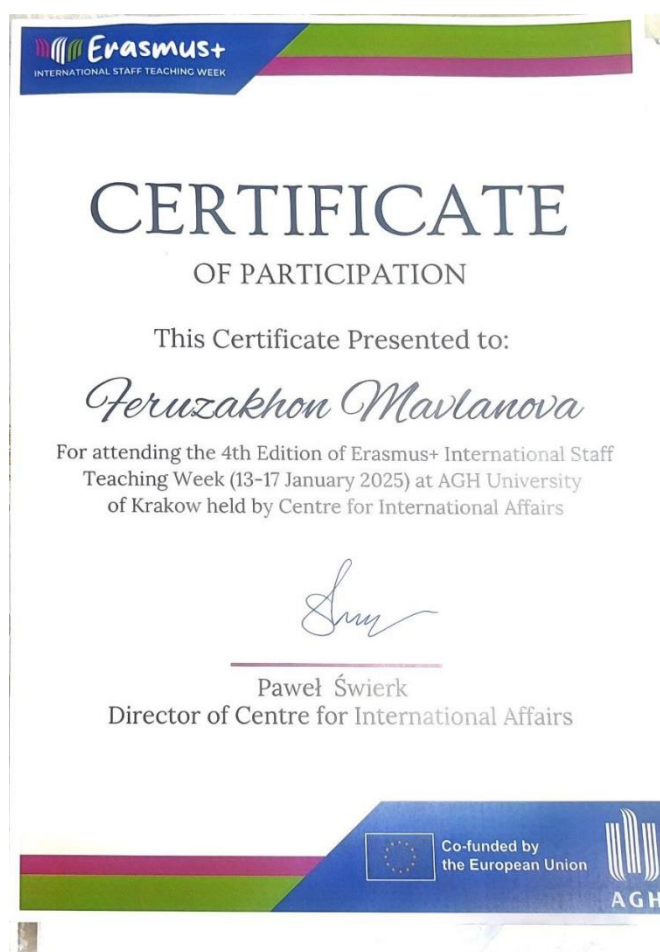 Erasmus+
INTERNATIONAL STAFF TEACHING WEEK
CERTIFICATE
OF PARTICIPATION
This Certificate Presented to:
Feruzakhon Mavlanova
For attending the 4th Edition of Erasmus+ International Staff
Teaching Week (13-17 January 2025) at AGH University
of Krakow held by Centre for International Affairs
Paweł Świerk
Director of Centre for International Affairs
Co-funded by
the European Union
AGH